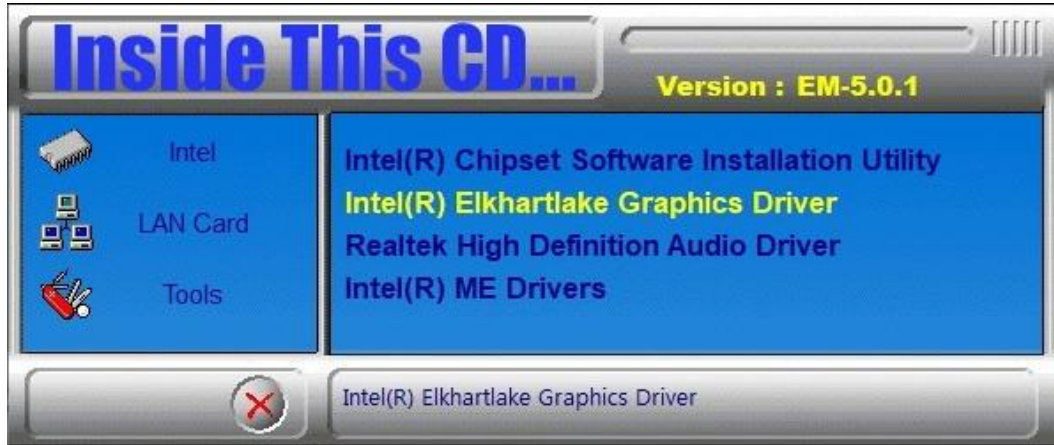 Inside This CD...
Version : EM-5.0.1
Intel
LAN Card
Tools
Intel(R) Chipset Software Installation Utility
Intel(R) Elkhartlake Graphics Driver
Realtek High Definition Audio Driver
Intel(R) ME Drivers
Intel(R) Elkhartlake Graphics Driver